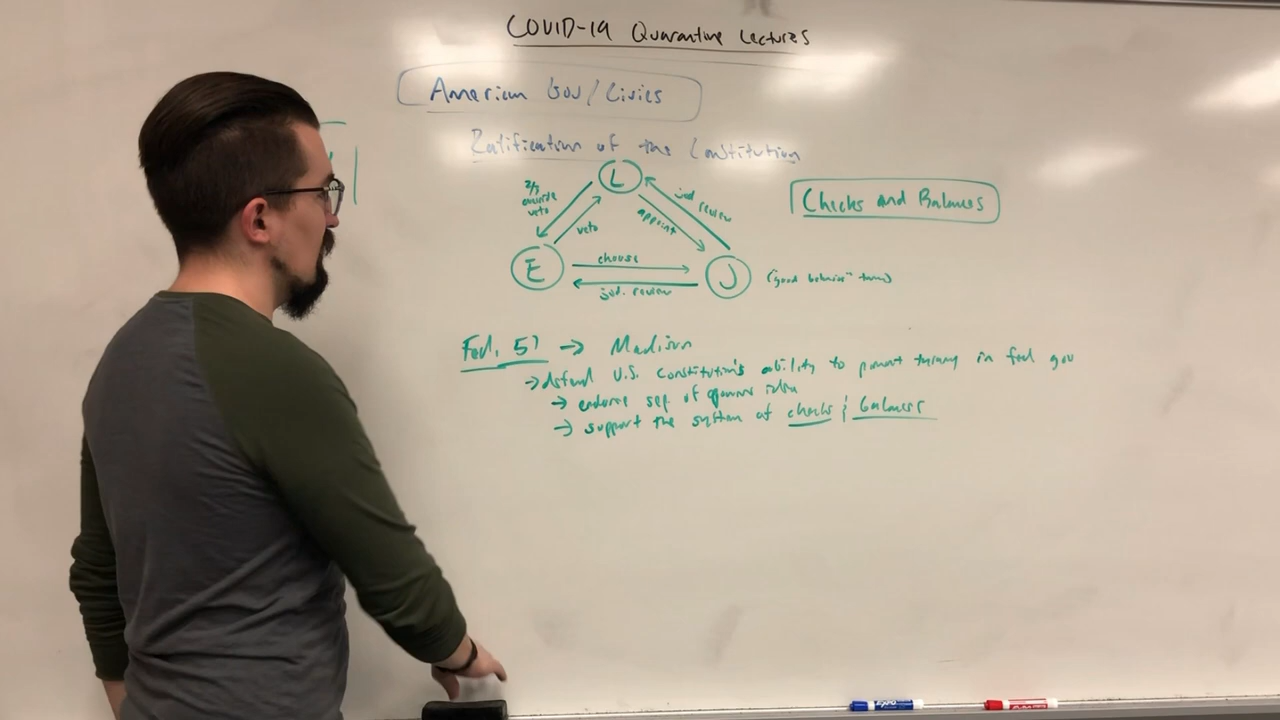 COVID-19 Quarantine Lectures
American Gov/Civics
Ratification of the Constitution
L
2/3 override veto
veto
appoint
jud. review
Checks and Balances
E
choose
jud. review
J
("good behavior" terms)
Fed. 51 → Madison
→ defend U.S. Constitution's ability to prevent tyranny in fed gov
→ endorse sep. of powers idea
→ support the system of checks & balances
EXPO
EXPO